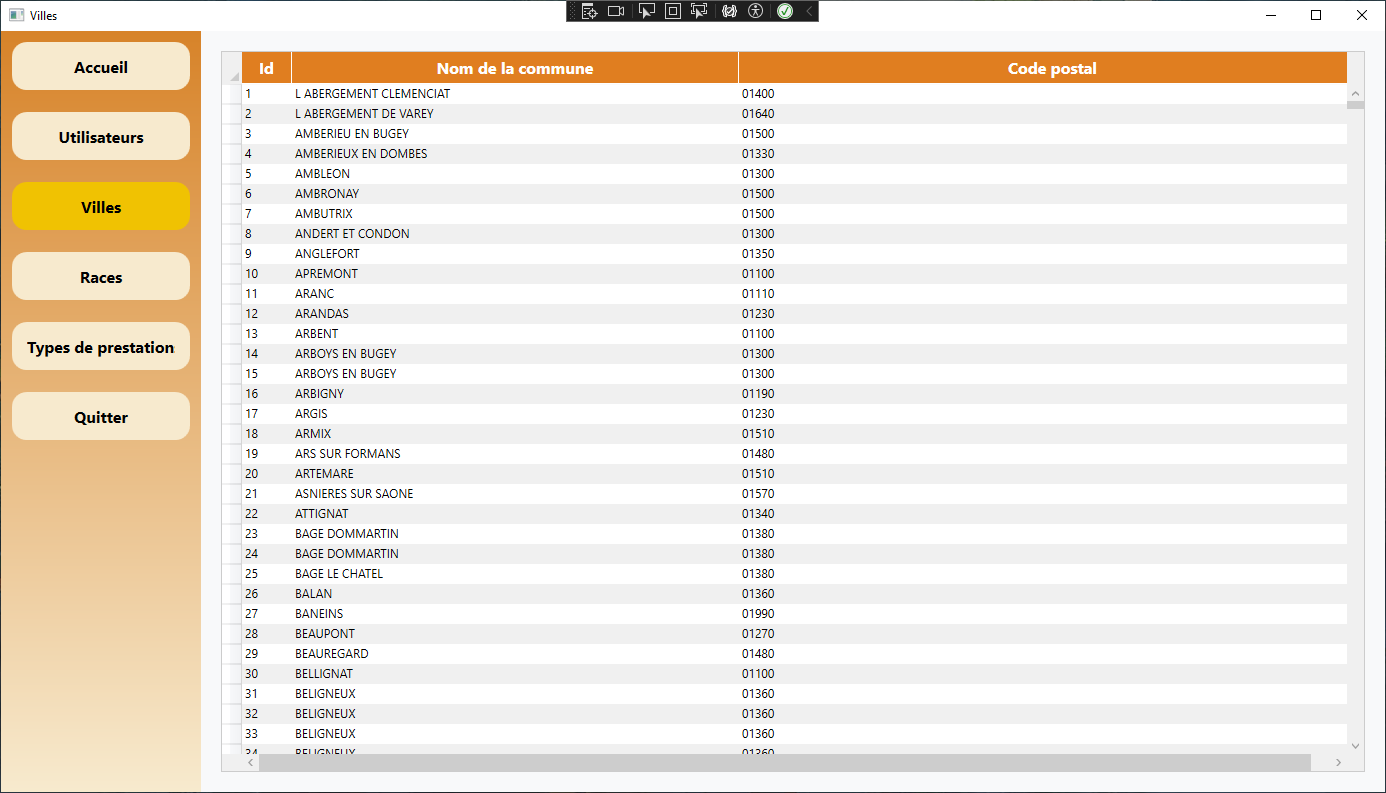 Villes
Accueil
Utilisateurs
Villes
Races
Types de prestation
Quitter
Id Nom de la commune Code postal
1 L ABERGEMENT CLEMENCIAT 01400
2 L ABERGEMENT DE VAREY 01640
3 AMBERIEU EN BUGEY 01500
4 AMBERIEUX EN DOMBES 01330
5 AMBLEON 01300
6 AMBRONAY 01500
7 AMBUTRIX 01500
8 ANDERT ET CONDON 01300
9 ANGLEFORT 01350
10 APREMONT 01100
11 ARANC 01110
12 ARANDAS 01230
13 ARBENT 01100
14 ARBOYS EN BUGEY 01300
15 ARBOYS EN BUGEY 01300
16 ARBIGNY 01190
17 ARGIS 01230
18 ARMIX 01510
19 ARS SUR FORMANS 01480
20 ARTEMARE 01510
21 ASNIERES SUR SAONE 01570
22 ATTIGNAT 01340
23 BAGE DOMMARTIN 01380
24 BAGE DOMMARTIN 01380
25 BAGE LE CHATEL 01380
26 BALAN 01360
27 BANEINS 01990
28 BEAUPONT 01270
29 BEAUREGARD 01480
30 BELLIGNAT 01100
31 BELIGNEUX 01360
32 BELIGNEUX 01360
33 BELIGNEUX 01360
34 BELIGNEUX 01360